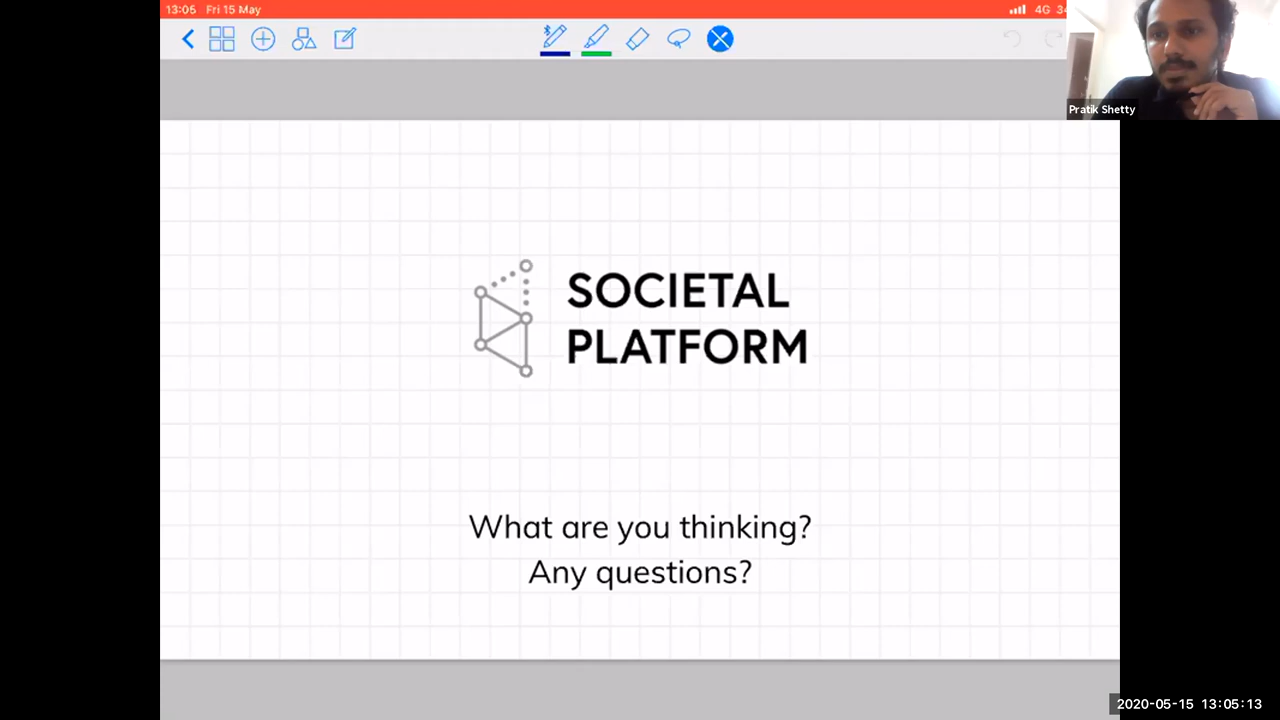 13:05 Fri 15 May
4G
Pratik Shetty
SOCIETAL
PLATFORM
What are you thinking?
Any questions?
2020-05-15 13:05:13